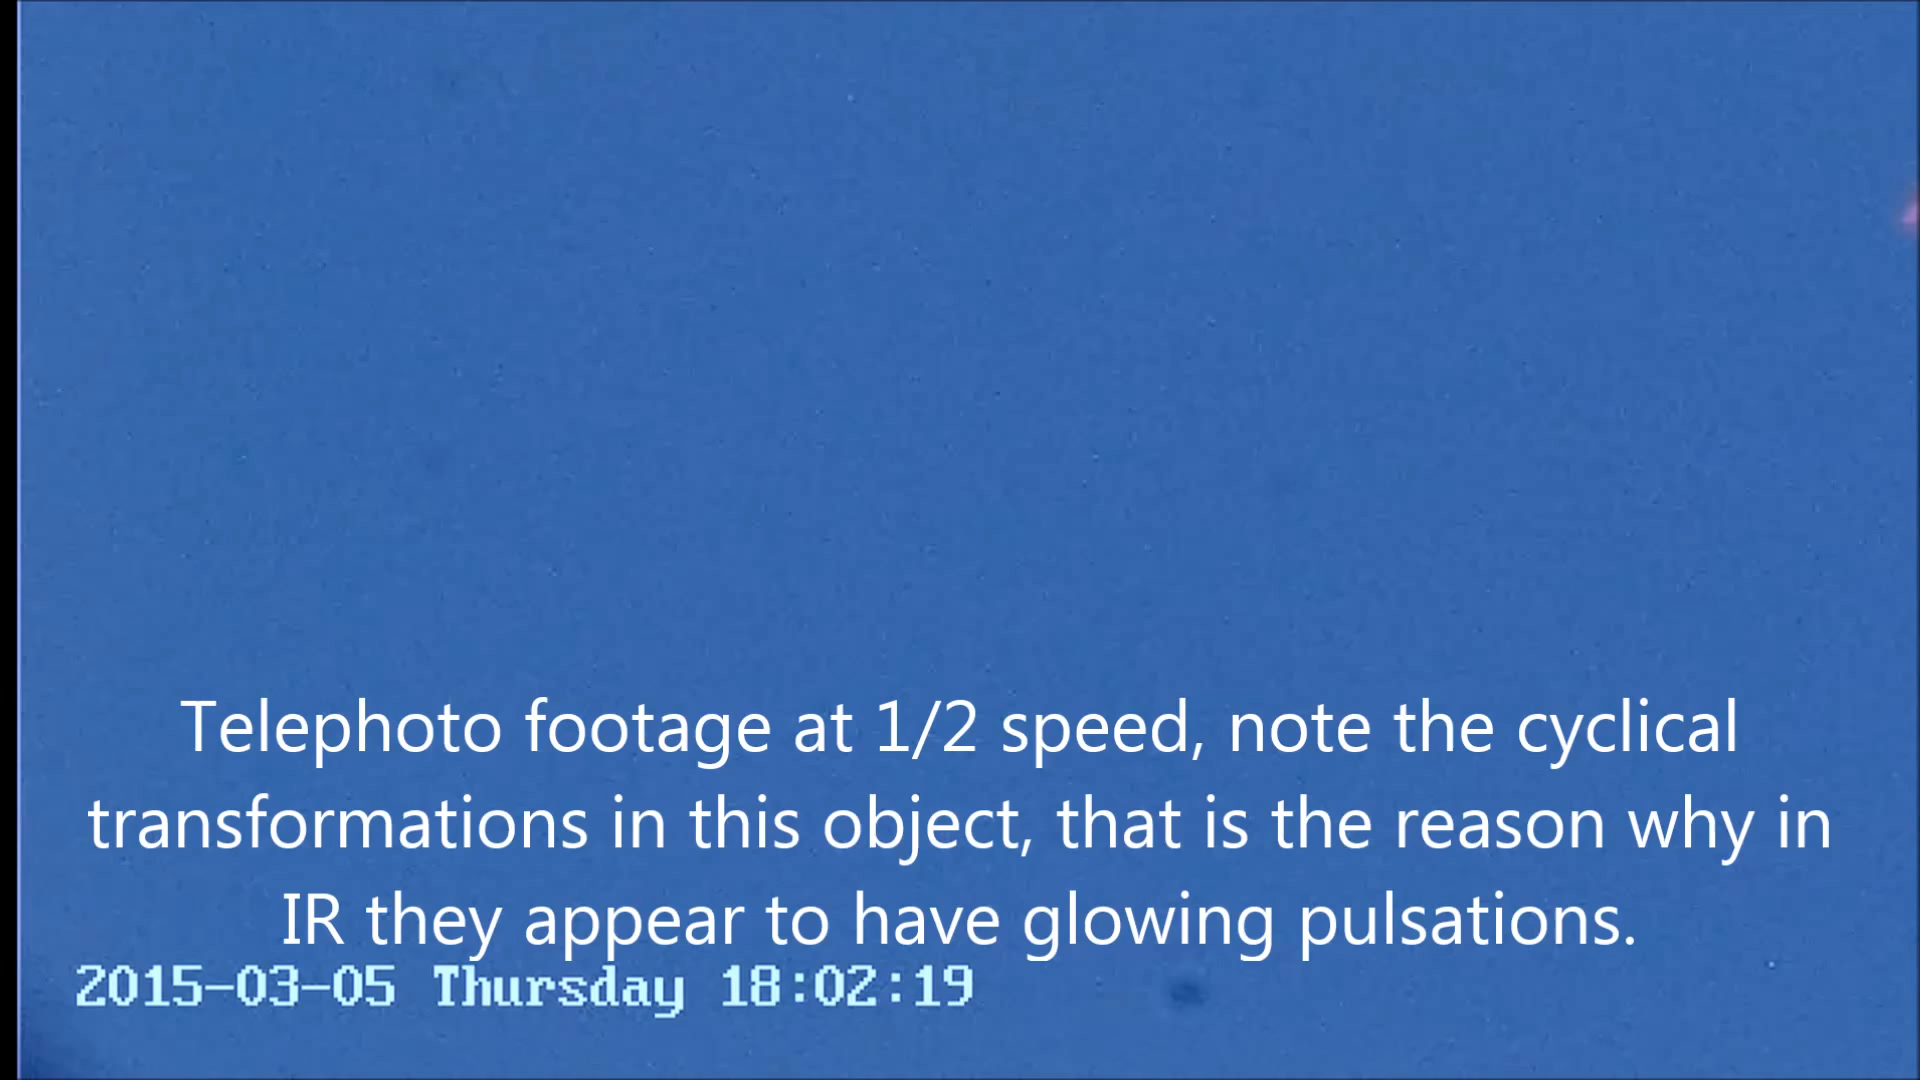 Telephoto footage at 1/2 speed, note the cyclical
transformations in this object, that is the reason why in
IR they appear to have glowing pulsations.
2015-03-05 Thursday 18:02:19